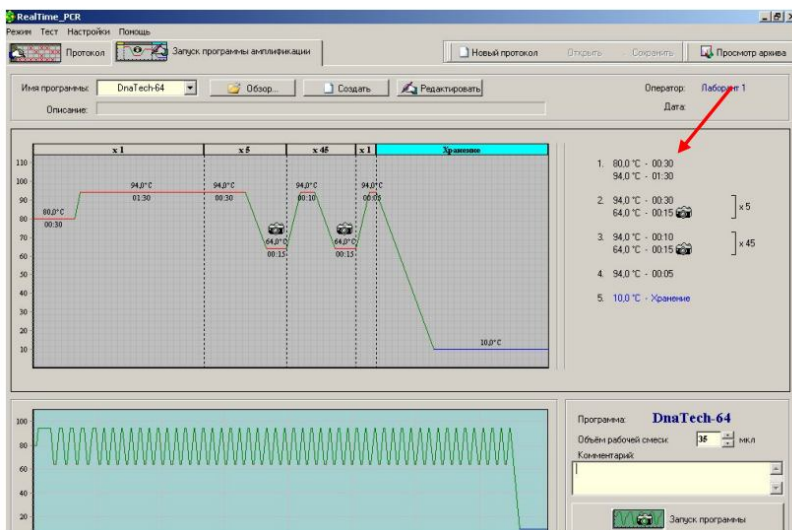 RealTime_PCR
Режим Тест Настройки Помощь
Протокол Запуск программы амплификации Новый протокол Открыть Сохранить Просмотр архива
Имя программы: DnaTech-64 Обзор... Создать Редактировать Оператор: Лаборант 1
Описание: Дата:
x 1 x 5 x 45 x 1 Хранение
110
100
90
80
70
60
50
40
30
20
10
80,0°C
00:30
94,0°C
01:30
94,0°C
00:30
64,0°C
00:15
94,0°C
00:10
64,0°C
00:15
94,0°C
00:05
10,0°C
1. 80,0 °C - 00:30
94,0 °C - 01:30
2. 94,0 °C - 00:30
64,0 °C - 00:15 x 5
3. 94,0 °C - 00:10
64,0 °C - 00:15 x 45
4. 94,0 °C - 00:05
5. 10,0 °C - Хранение
100
80
60
40
20
Программа: DnaTech-64
Объём рабочей смеси: 35 мкл
Комментарий:
Запуск программы